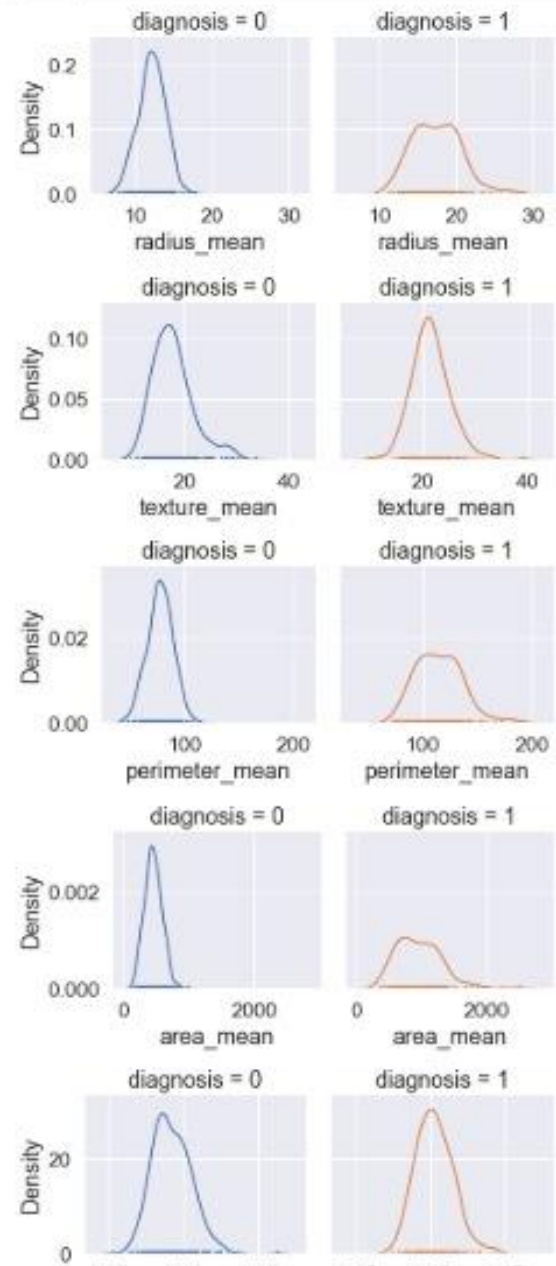 diagnosis = 0 diagnosis = 1
0.2
Density
0.1
0.0
10 20 30 10 20 30
radius_mean radius_mean
diagnosis = 0 diagnosis = 1
0.10
Density
0.05
0.00
20 40 20 40
texture_mean texture_mean
diagnosis = 0 diagnosis = 1
Density
0.02
0.00
100 200 100 200
perimeter_mean perimeter_mean
diagnosis = 0 diagnosis = 1
Density
0.002
0.000
0 2000 0 2000
area_mean area_mean
diagnosis = 0 diagnosis = 1
Density
20
0